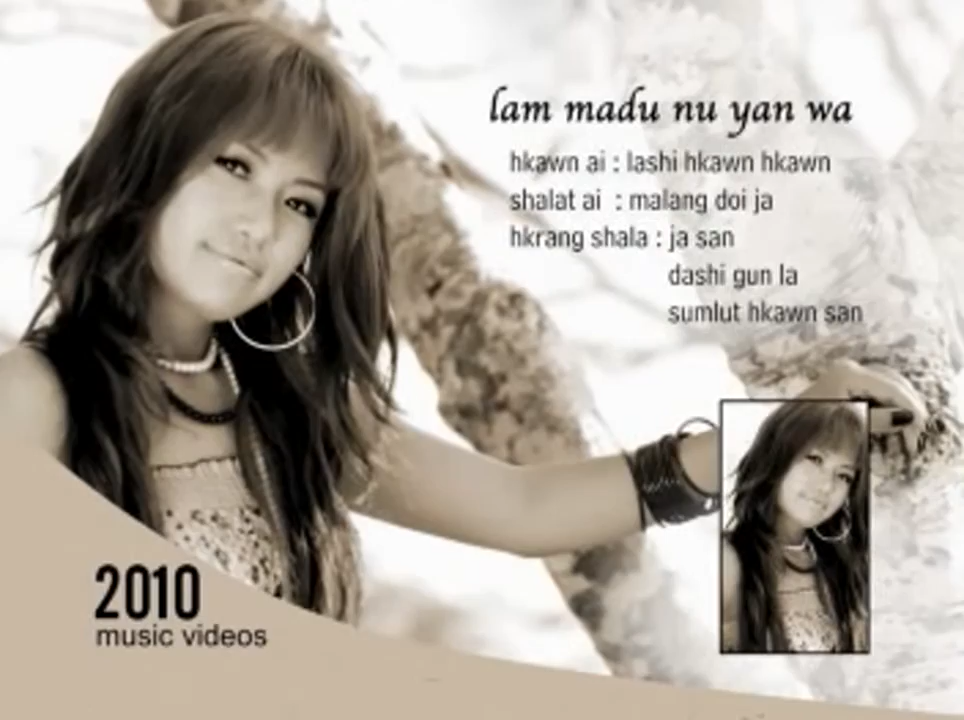 lam madu nu yan wa
hkawn ai : lashi hkawn hkawn
shalat ai : malang doi ja
hkrang shala : ja san
dashi gun la
sumlut hkawn san
2010
music videos